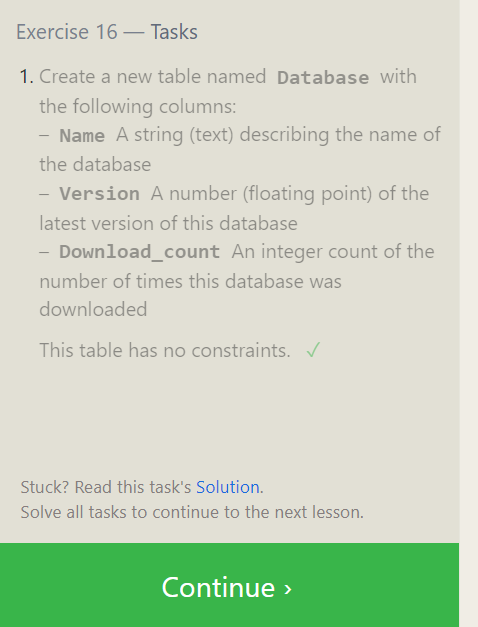 Exercise 16 — Tasks
1. Create a new table named Database with
the following columns:
– Name A string (text) describing the name of
the database
– Version A number (floating point) of the
latest version of this database
– Download_count An integer count of the
number of times this database was
downloaded
This table has no constraints. ✓
Stuck? Read this task's Solution.
Solve all tasks to continue to the next lesson.
Continue ›